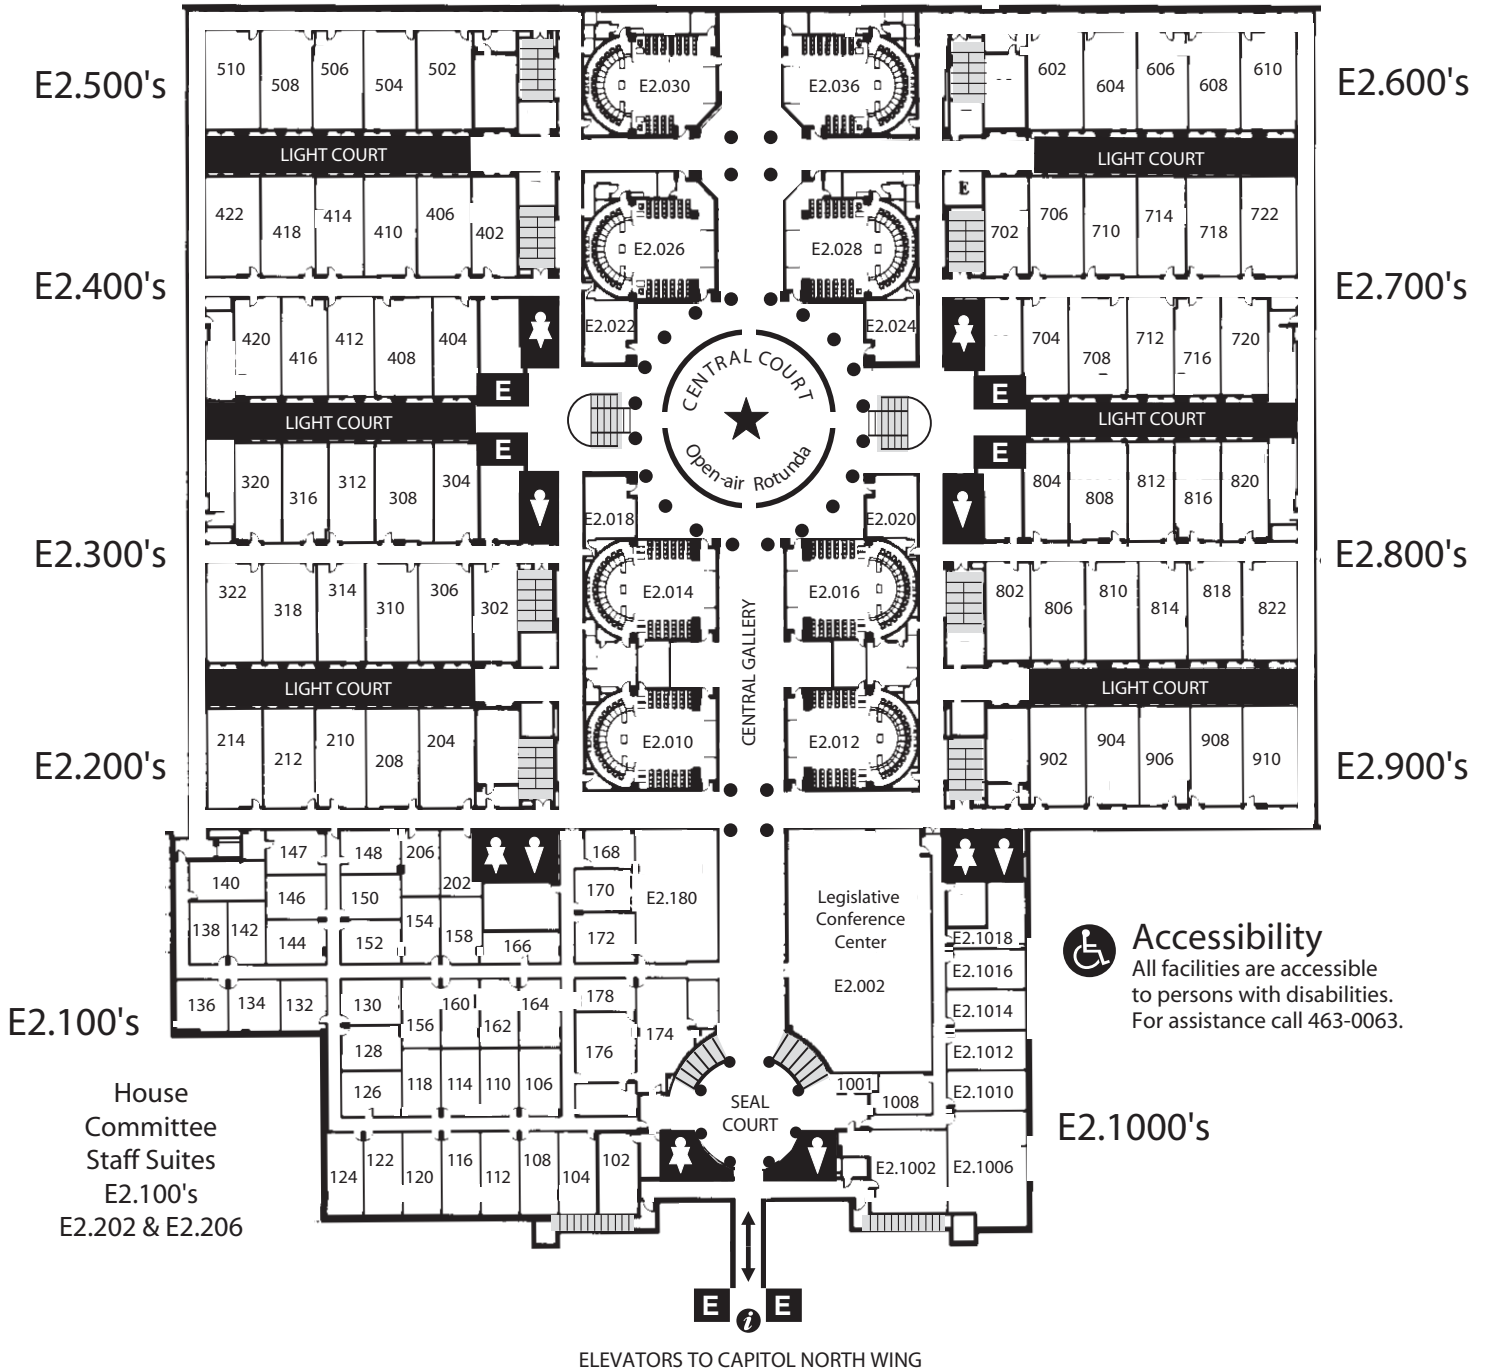 E2.500's
510
508
506
504
502
E2.030
E2.036
602
604
606
608
610
E2.600's
LIGHT COURT
LIGHT COURT
422
418
414
410
406
402
E2.026
E2.028
E
702
706
710
714
718
722
E2.400's
E2.700's
420
416
412
408
404
E2.022
E2.024
704
708
712
716
720
E
E
CENTRAL COURT
Open-air Rotunda
LIGHT COURT
LIGHT COURT
E
E
320
316
312
308
304
E2.018
E2.020
804
808
812
816
820
E2.300's
E2.800's
322
318
314
310
306
302
E2.014
E2.016
802
806
810
814
818
822
CENTRAL GALLERY
LIGHT COURT
LIGHT COURT
214
212
210
208
204
E2.010
E2.012
902
904
906
908
910
E2.200's
E2.900's
147
148
206
168
140
202
170
E2.180
146
150
138
142
154
144
152
158
166
172
Legislative
Conference
Center
E2.002
E2.1018
E2.1016
E2.1014
E2.1012
E2.1010
Accessibility
All facilities are accessible
to persons with disabilities.
For assistance call 463-0063.
E2.100's
136
134
132
130
160
164
178
156
162
174
128
176
126
118
114
110
106
SEAL
COURT
1001
1008
E2.1000's
House
Committee
Staff Suites
E2.100's
E2.202 & E2.206
124
122
120
116
112
108
104
102
E2.1002
E2.1006
E
i
E
ELEVATORS TO CAPITOL NORTH WING